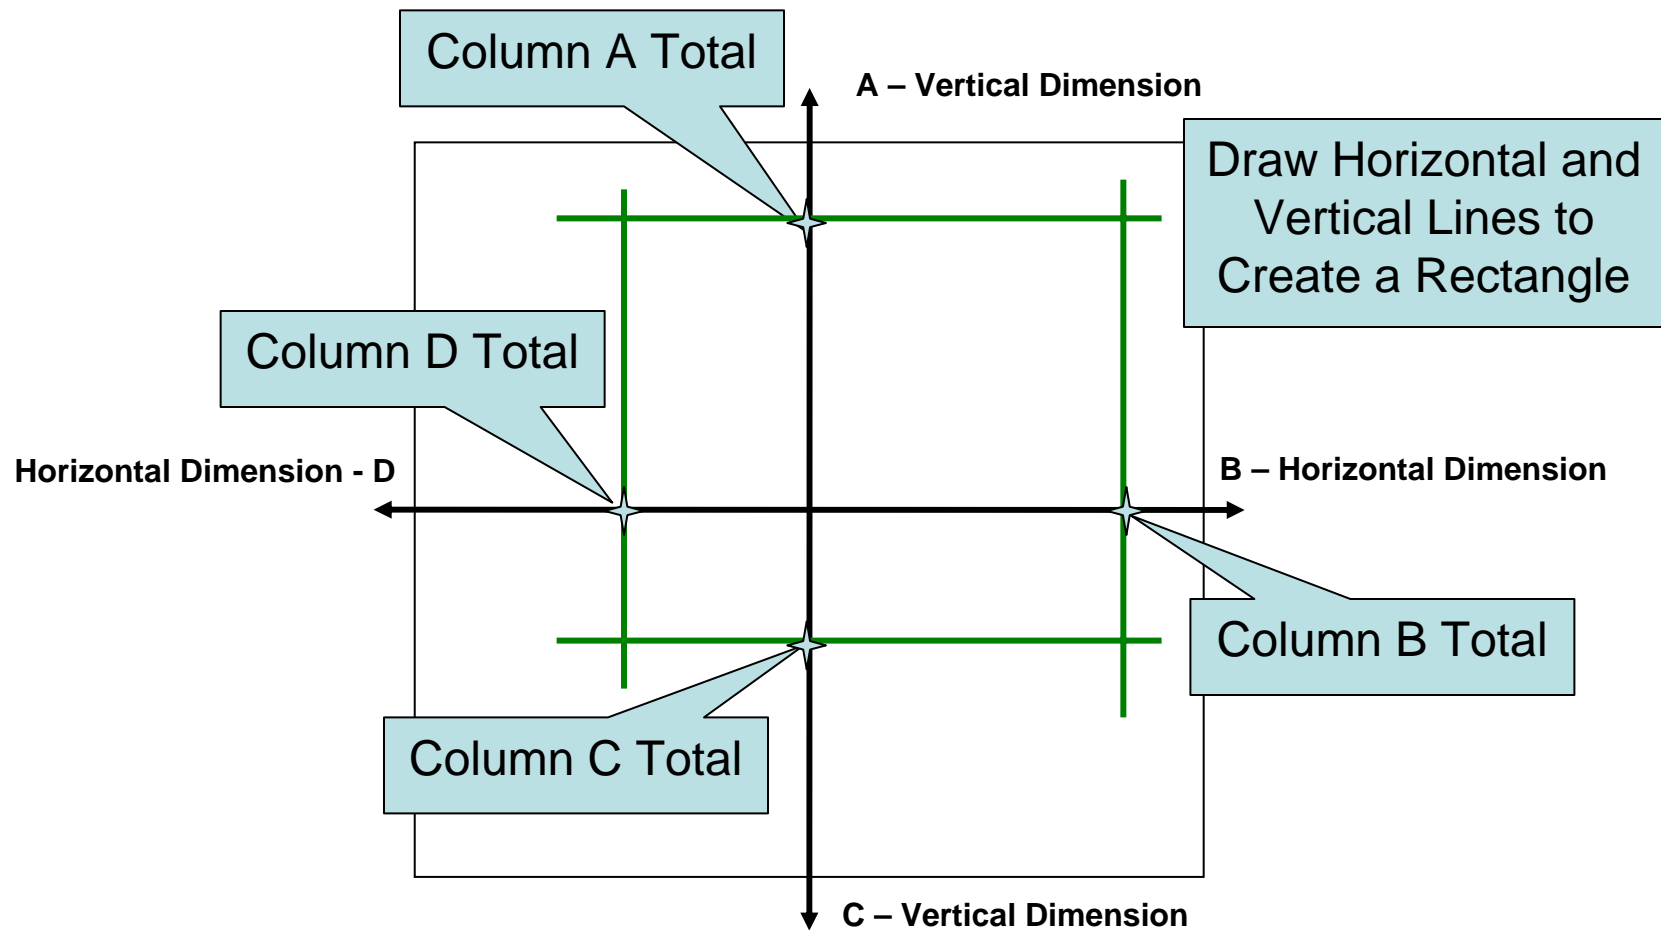 Column A Total
A – Vertical Dimension
Draw Horizontal and
Vertical Lines to
Create a Rectangle
Column D Total
Horizontal Dimension - D
B – Horizontal Dimension
Column B Total
Column C Total
C – Vertical Dimension